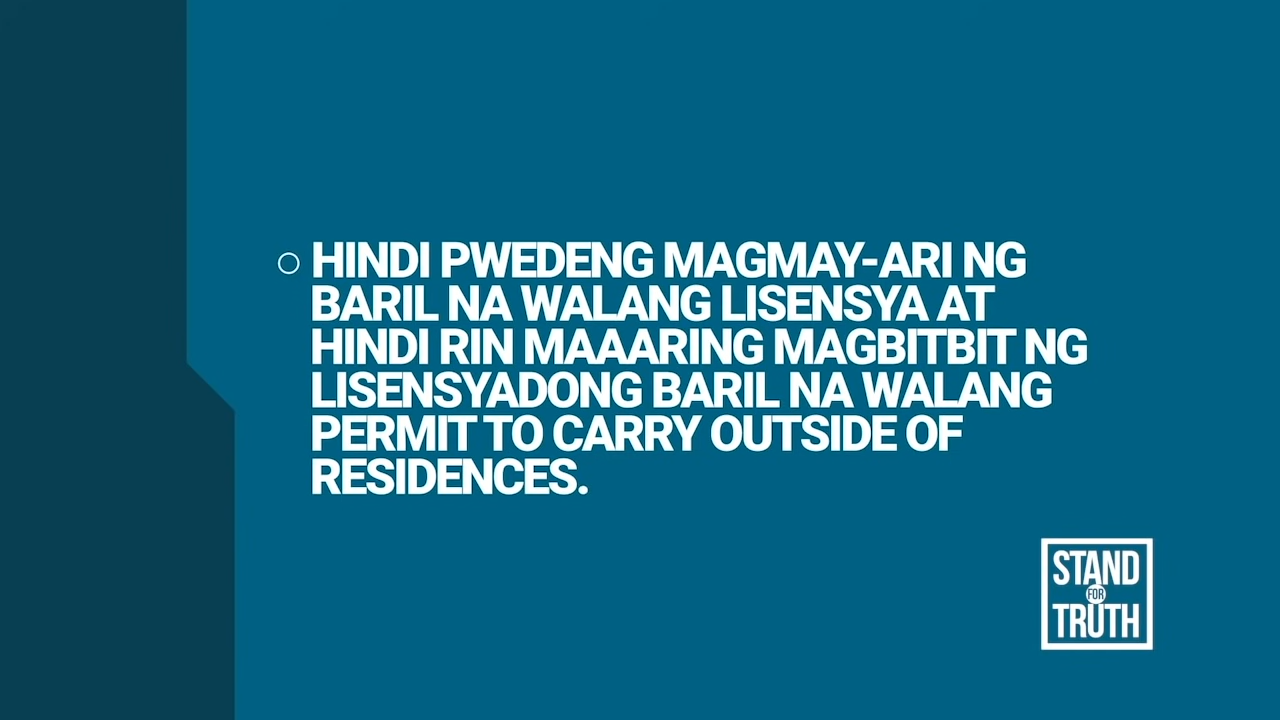 HINDI PWEDENG MAGMAY-ARI NG
BARIL NA WALANG LISENSYA AT
HINDI RIN MAAARING MAGBITBIT NG
LISENSYADONG BARIL NA WALANG
PERMIT TO CARRY OUTSIDE OF
RESIDENCES.
STAND
FOR
TRUTH